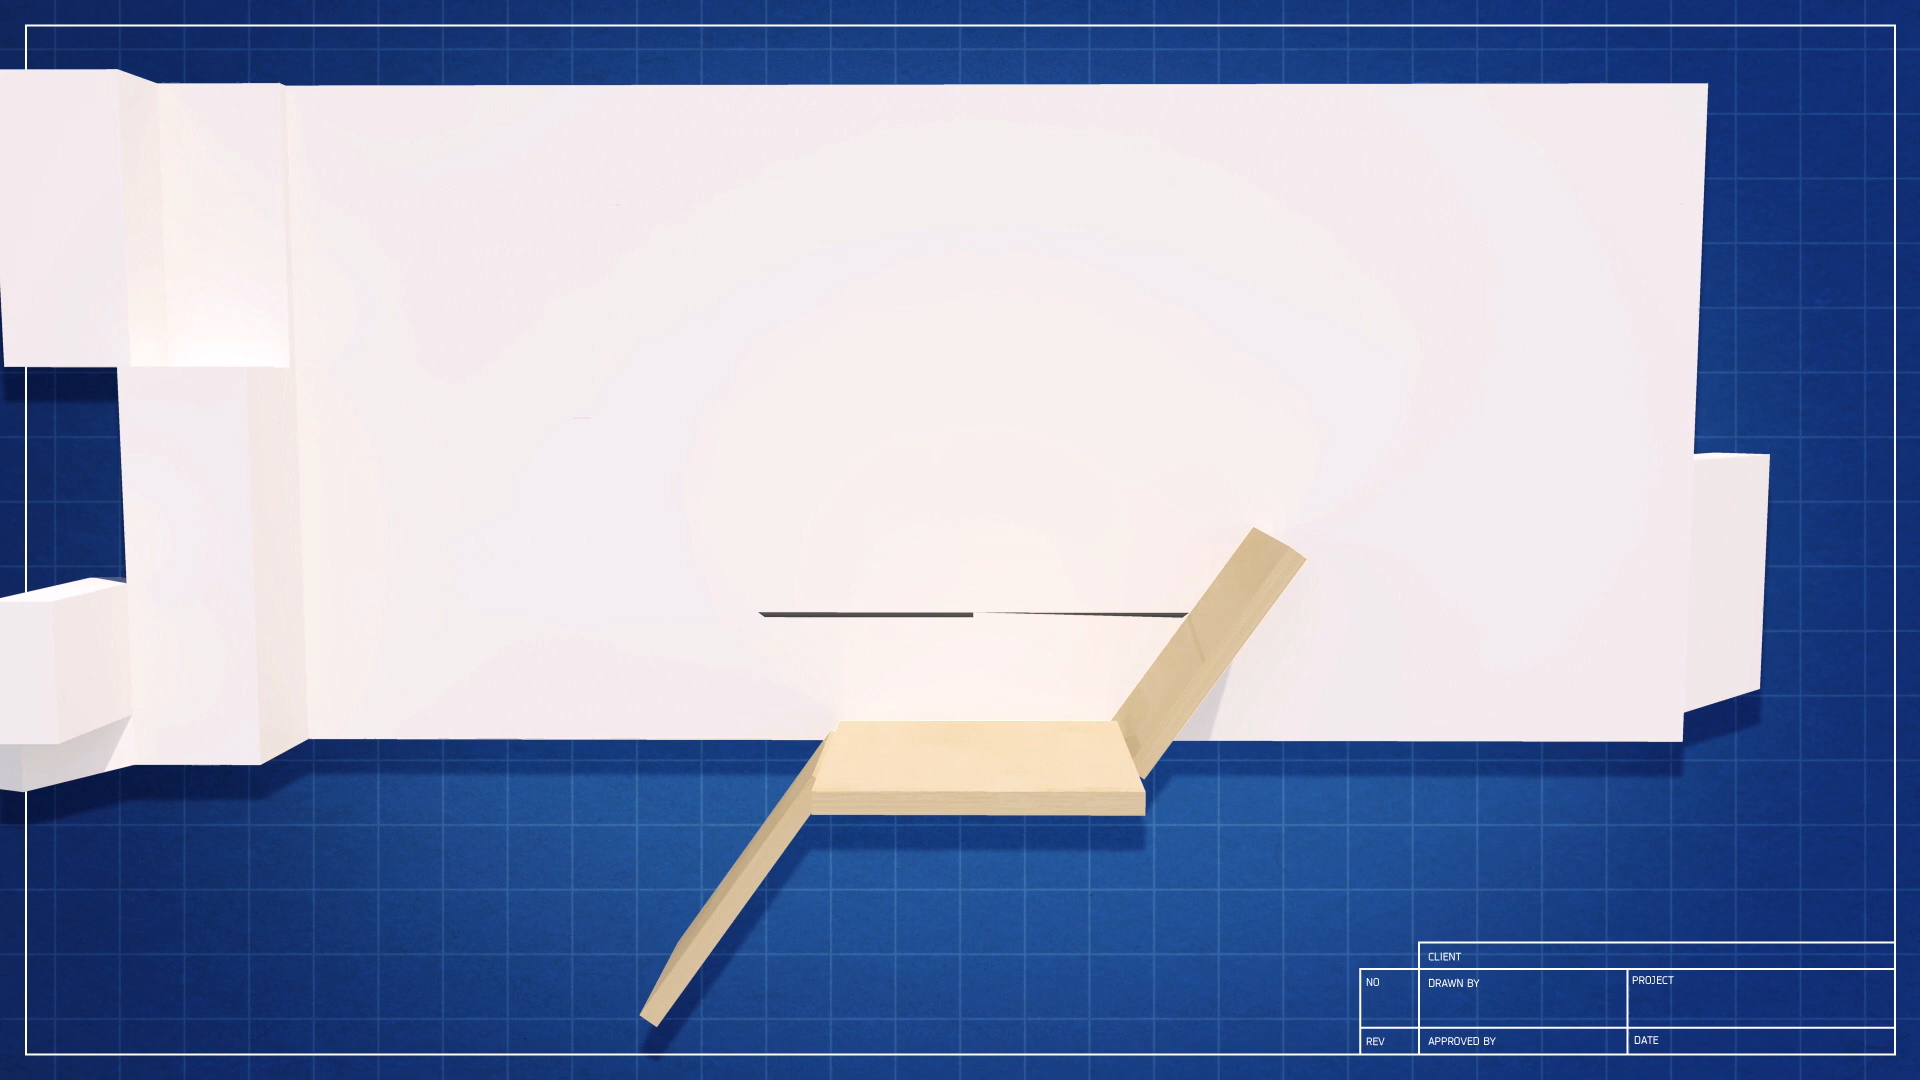 CLIENT
NO
DRAWN BY
PROJECT
REV
APPROVED BY
DATE